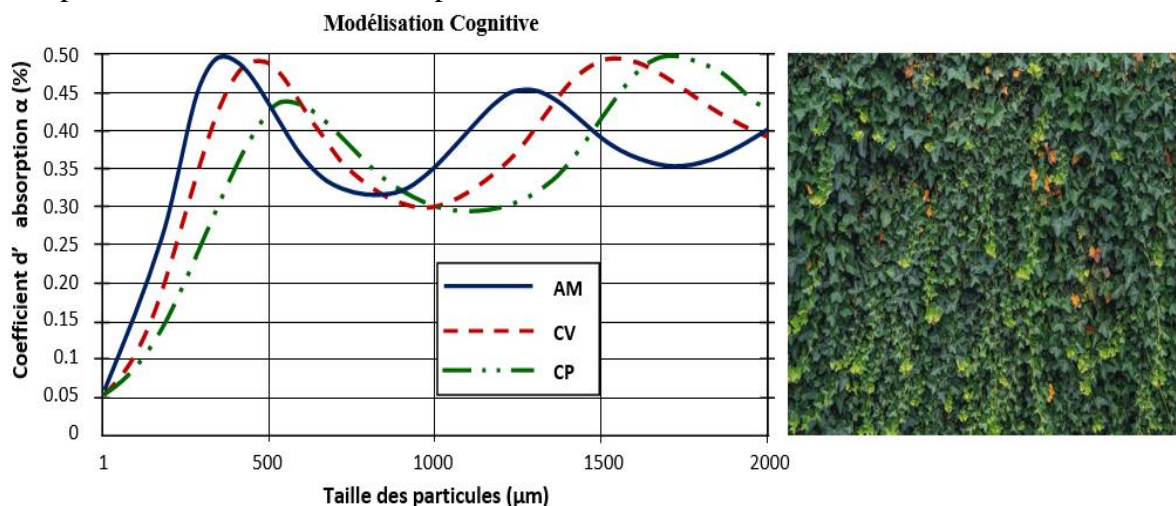 Modélisation Cognitive
Coefficient d’ absorption α (%)
0.50
0.45
0.40
0.35
0.30
0.25
0.20
0.15
0.1
0.05
0
AM
CV
CP
1
500
1000
1500
2000
Taille des particules (µm)